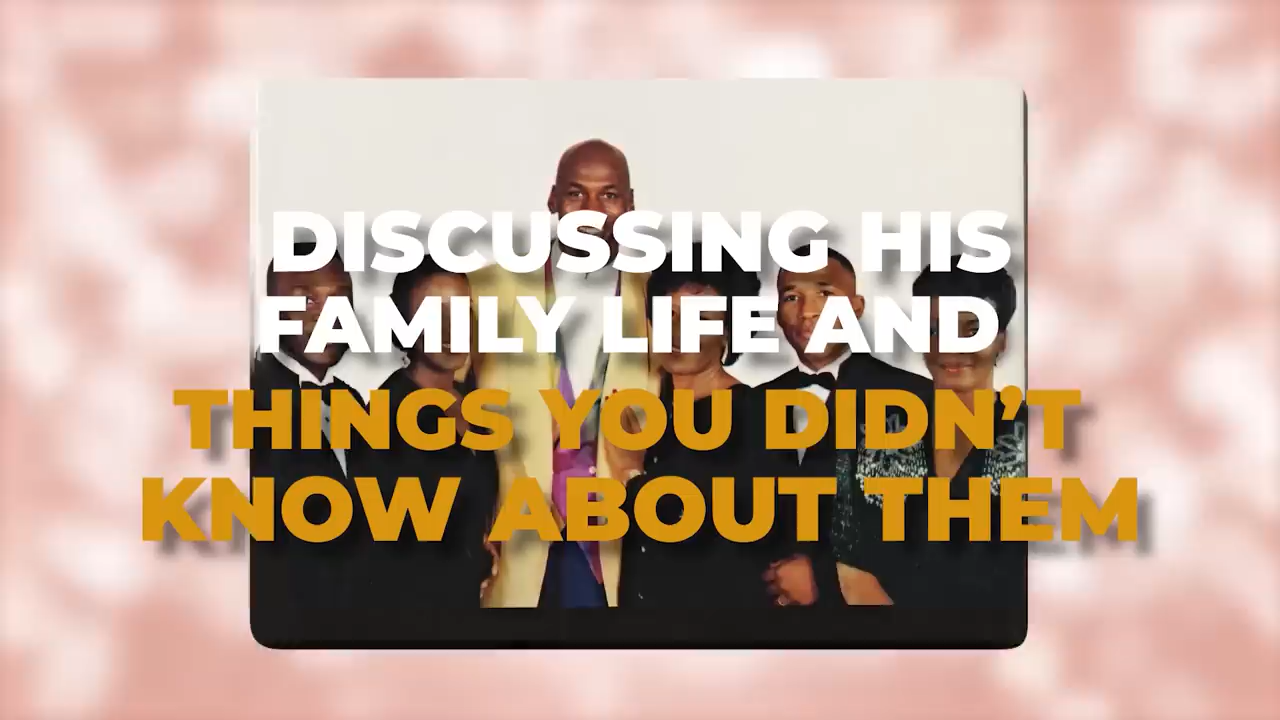 DISCUSSING HIS
FAMILY LIFE AND
THINGS YOU DIDN’T
KNOW ABOUT THEM